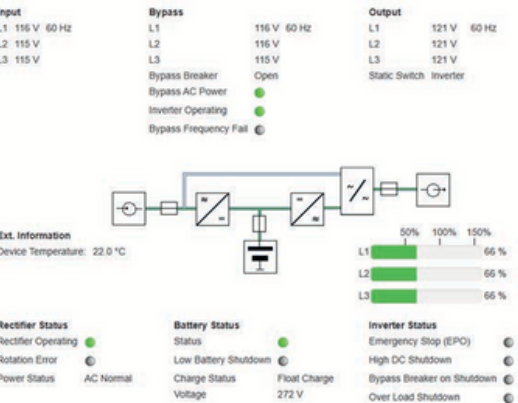 Input
L1 116 V 60 Hz
L2 115 V
L3 115 V
Bypass
L1 116 V 60 Hz
L2 116 V
L3 115 V
Bypass Breaker Open
Bypass AC Power
Inverter Operating
Bypass Frequency Fail
Output
L1 121 V 60 Hz
L2 121 V
L3 121 V
Static Switch Inverter
Ext. Information
Device Temperature: 22.0 °C
50% 100% 150%
L1 66 %
L2 66 %
L3 66 %
Rectifier Status
Rectifier Operating
Rotation Error
Power Status AC Normal
Battery Status
Status
Low Battery Shutdown
Charge Status Float Charge
Voltage 272 V
Inverter Status
Emergency Stop (EPO)
High DC Shutdown
Bypass Breaker on Shutdown
Over Load Shutdown